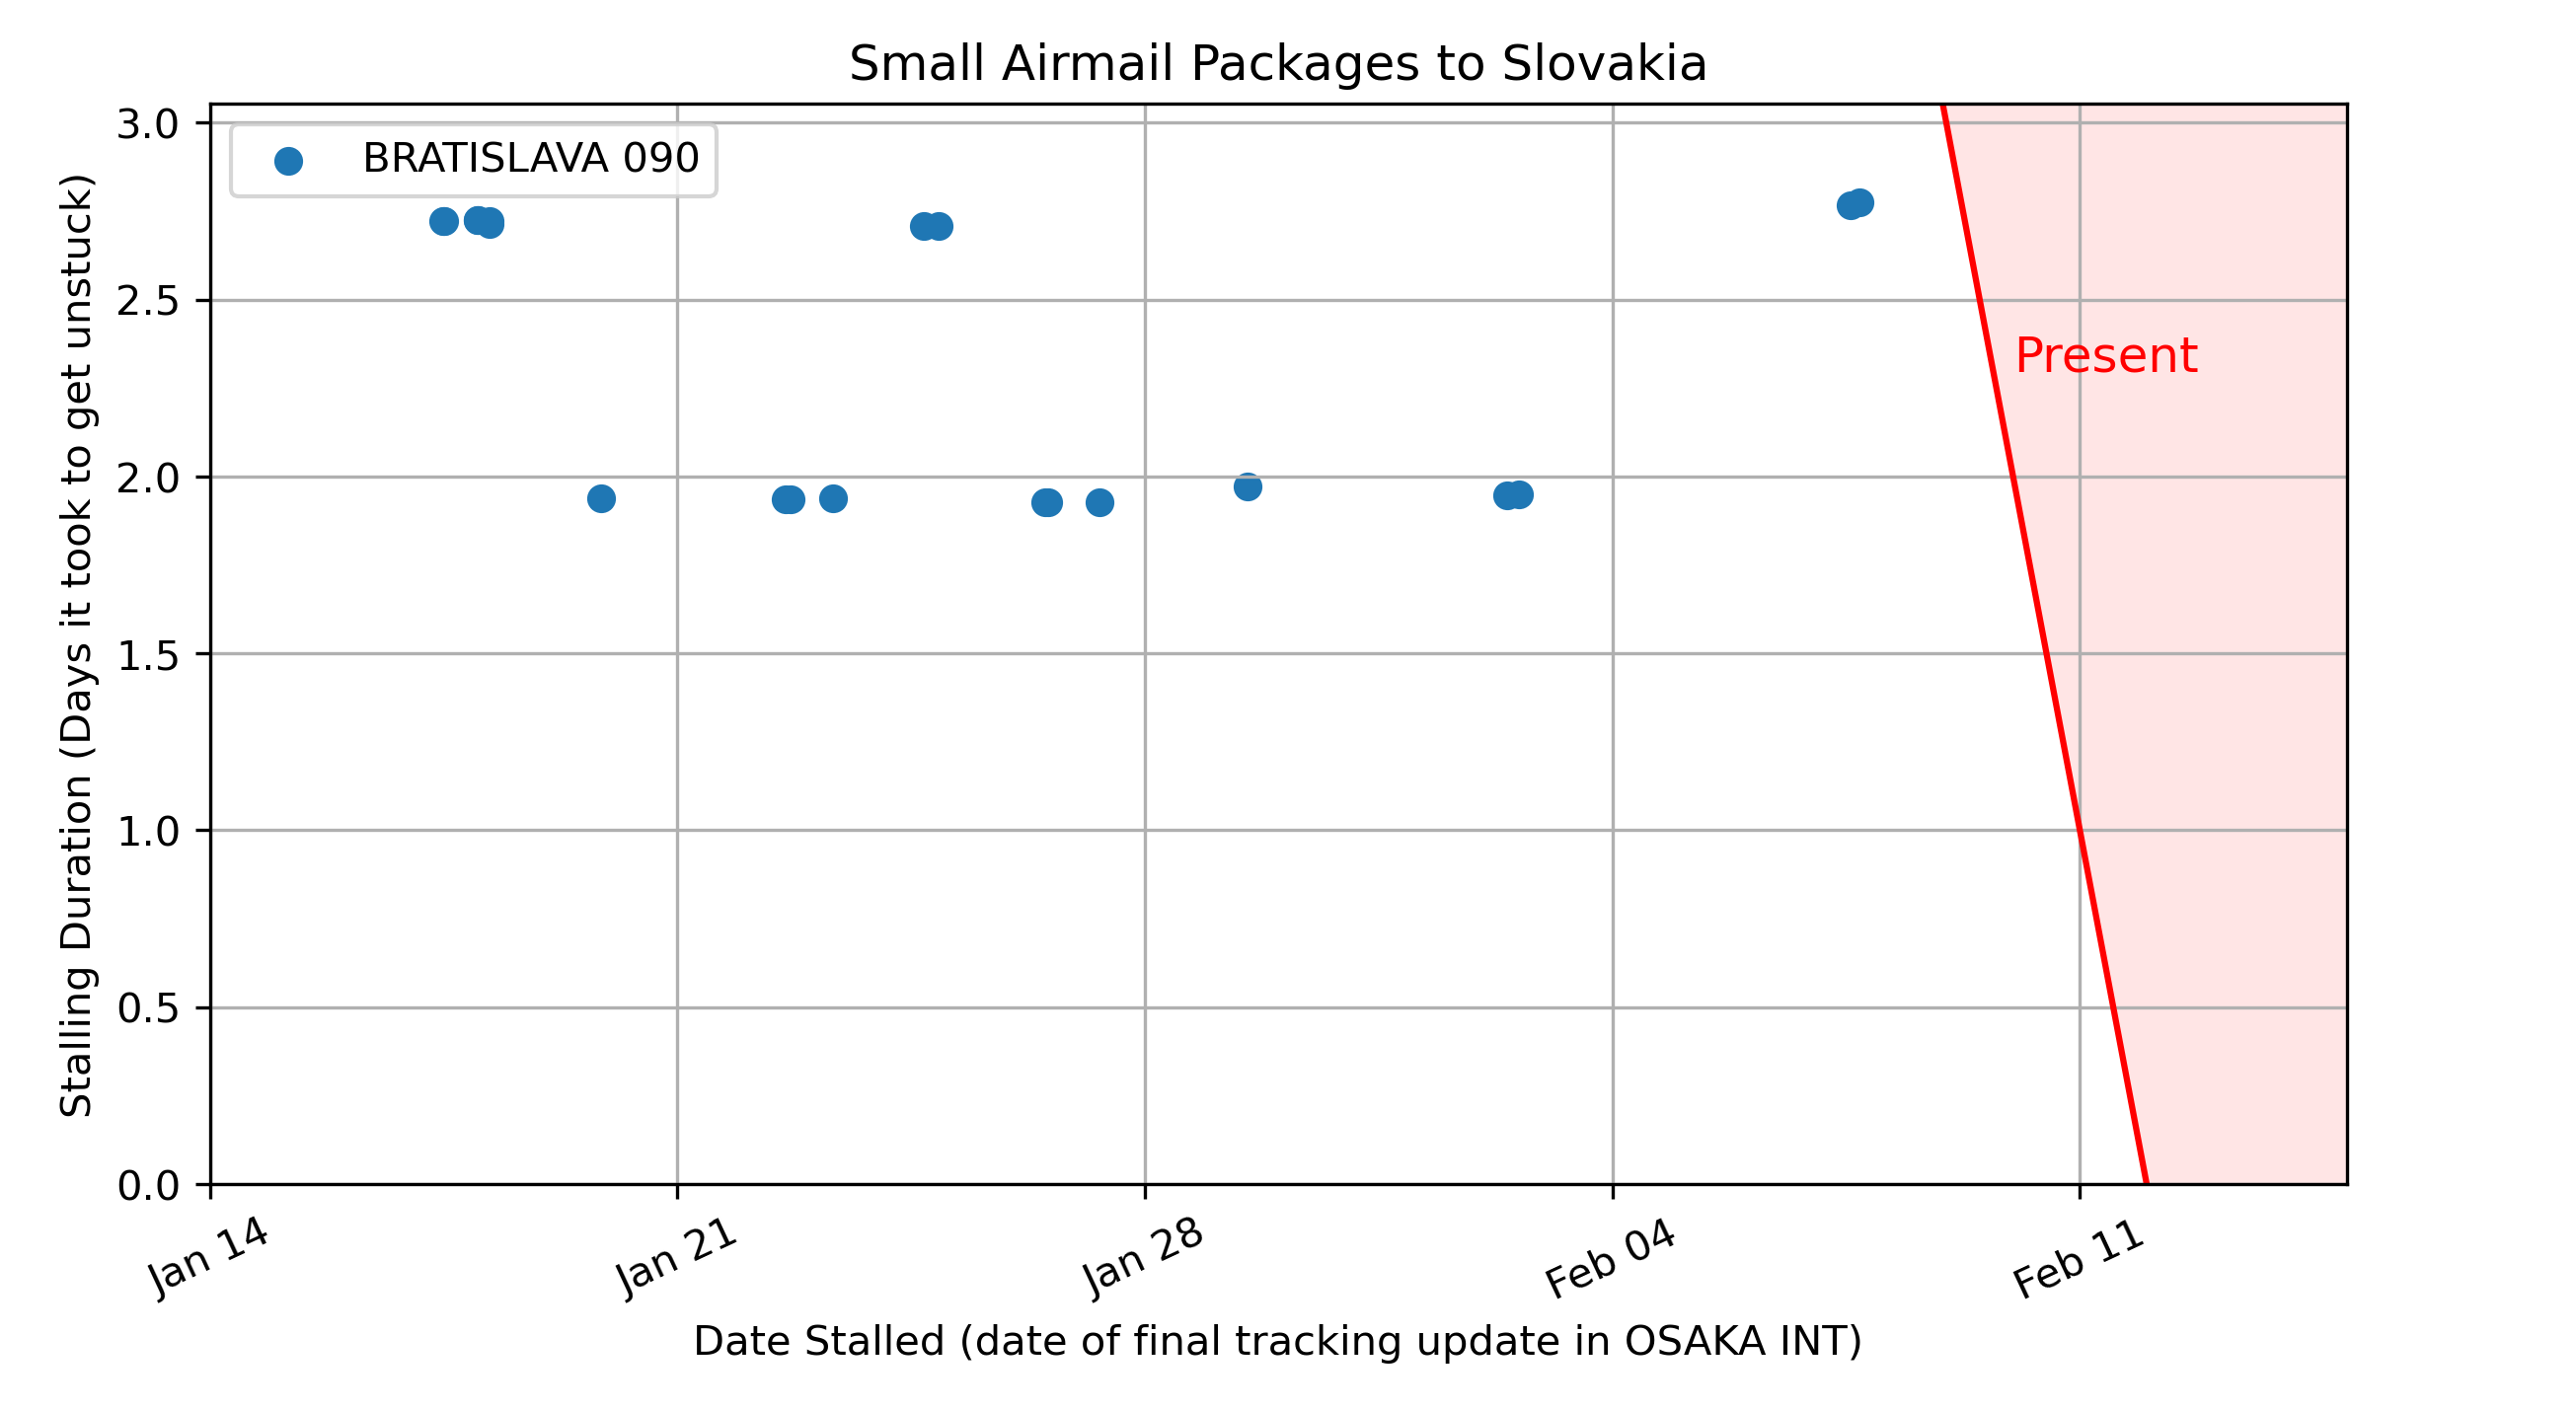 Small Airmail Packages to Slovakia
BRATISLAVA 090
Stalling Duration (Days it took to get unstuck)
3.0
2.5
2.0
1.5
1.0
0.5
0.0
Present
Jan 14
Jan 21
Jan 28
Feb 04
Feb 11
Date Stalled (date of final tracking update in OSAKA INT)